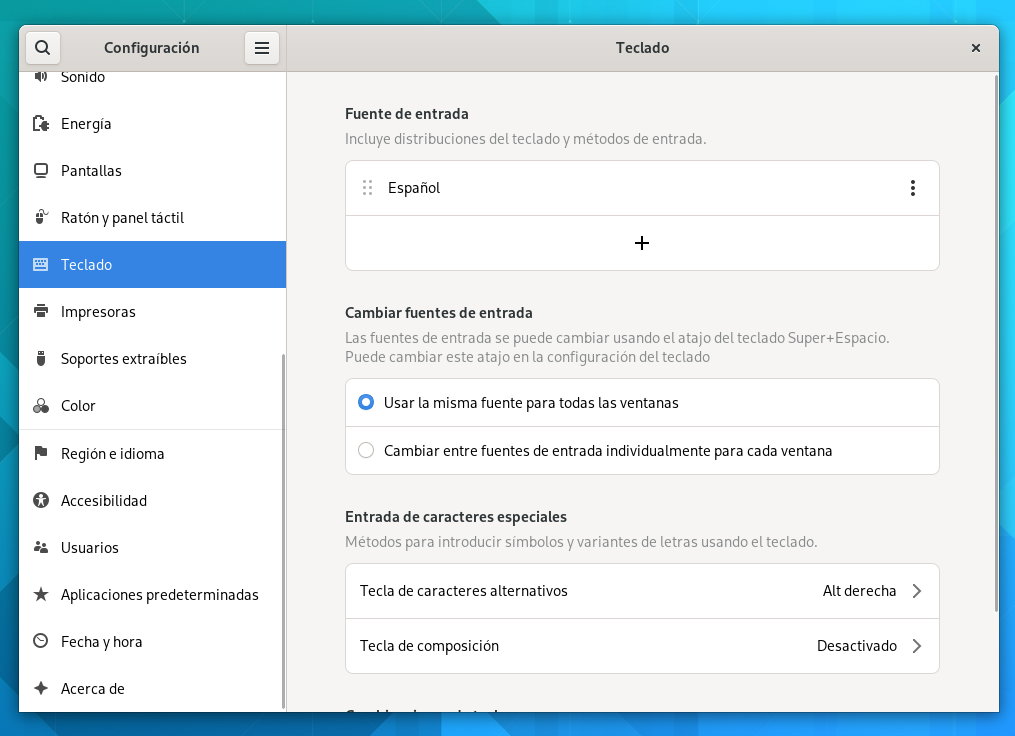 Configuración
Teclado
Sonido
Energía
Pantallas
Ratón y panel táctil
Teclado
Impresoras
Soportes extraíbles
Color
Región e idioma
Accesibilidad
Usuarios
Aplicaciones predeterminadas
Fecha y hora
Acerca de
Fuente de entrada
Incluye distribuciones del teclado y métodos de entrada.
Español
Cambiar fuentes de entrada
Las fuentes de entrada se puede cambiar usando el atajo del teclado Super+Espacio.
Puede cambiar este atajo en la configuración del teclado
Usar la misma fuente para todas las ventanas
Cambiar entre fuentes de entrada individualmente para cada ventana
Entrada de caracteres especiales
Métodos para introducir símbolos y variantes de letras usando el teclado.
Tecla de caracteres alternativos Alt derecha
Tecla de composición Desactivado